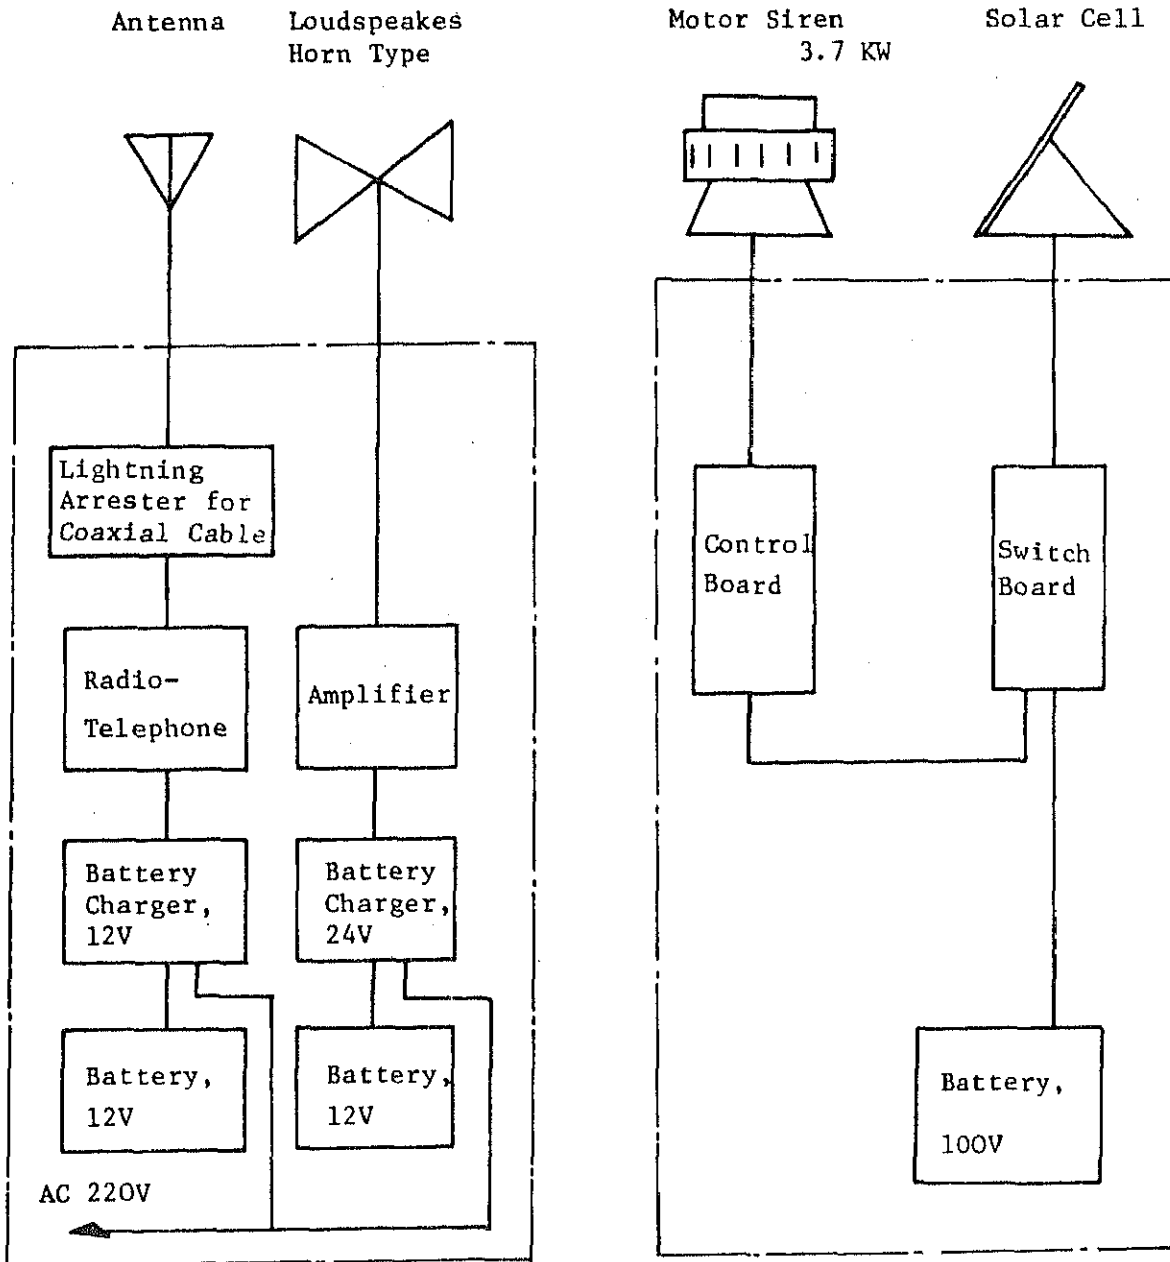 Antenna
Loudspeakes
Horn Type
Motor Siren
3.7 KW
Solar Cell
Lightning
Arrester for
Coaxial Cable
Radio-
Telephone
Amplifier
Control
Board
Switch
Board
Battery
Charger,
12V
Battery
Charger,
24V
Battery,
12V
Battery,
12V
Battery,
100V
AC 220V